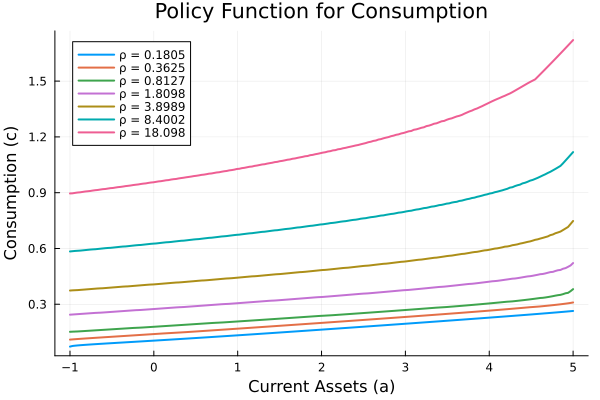 Policy Function for Consumption
ρ = 0.1805
ρ = 0.3625
ρ = 0.8127
ρ = 1.8098
ρ = 3.8989
ρ = 8.4002
ρ = 18.098
Consumption (c)
1.5
1.2
0.9
0.6
0.3
−1 0 1 2 3 4 5
Current Assets (a)